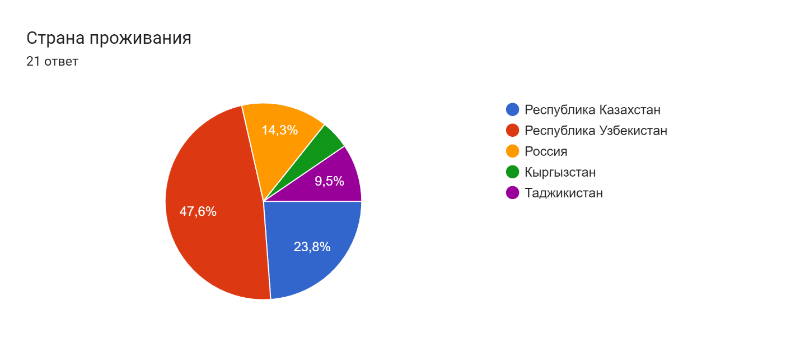 Страна проживания
21 ответ
14,3%
9,5%
47,6%
23,8%
Республика Казахстан
Республика Узбекистан
Россия
Кыргызстан
Таджикистан